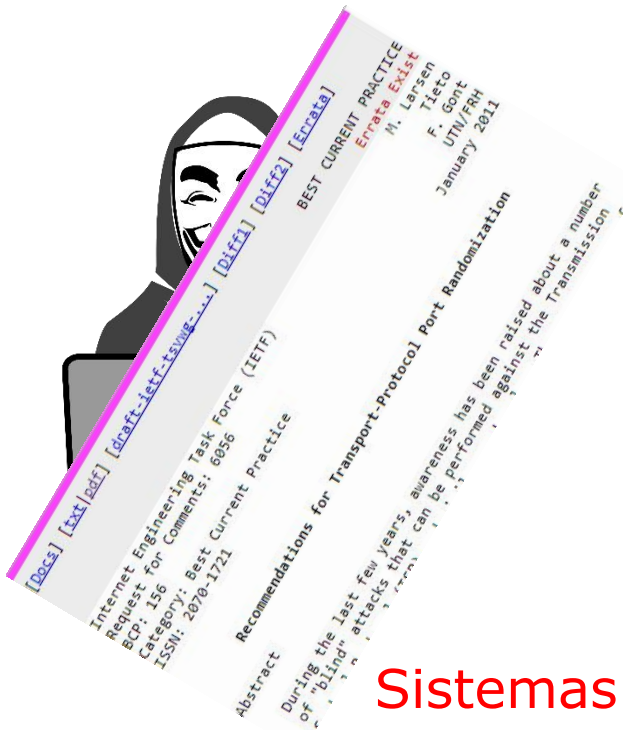 [Docs] [txt|pdf] [draft-ietf-tsvwg-...] [Diff1] [Diff2] [Errata]
BEST CURRENT PRACTICE
Errata Exist
Internet Engineering Task Force (IETF)
M. Larsen
Request for Comments: 6056
Tieto
BCP: 156
F. Gont
Category: Best Current Practice
UTN/FRH
ISSN: 2070-1721
January 2011
Recommendations for Transport-Protocol Port Randomization
Abstract
During the last few years, awareness has been raised about a number
of "blind" attacks that can be performed against the Transmission
Sistemas